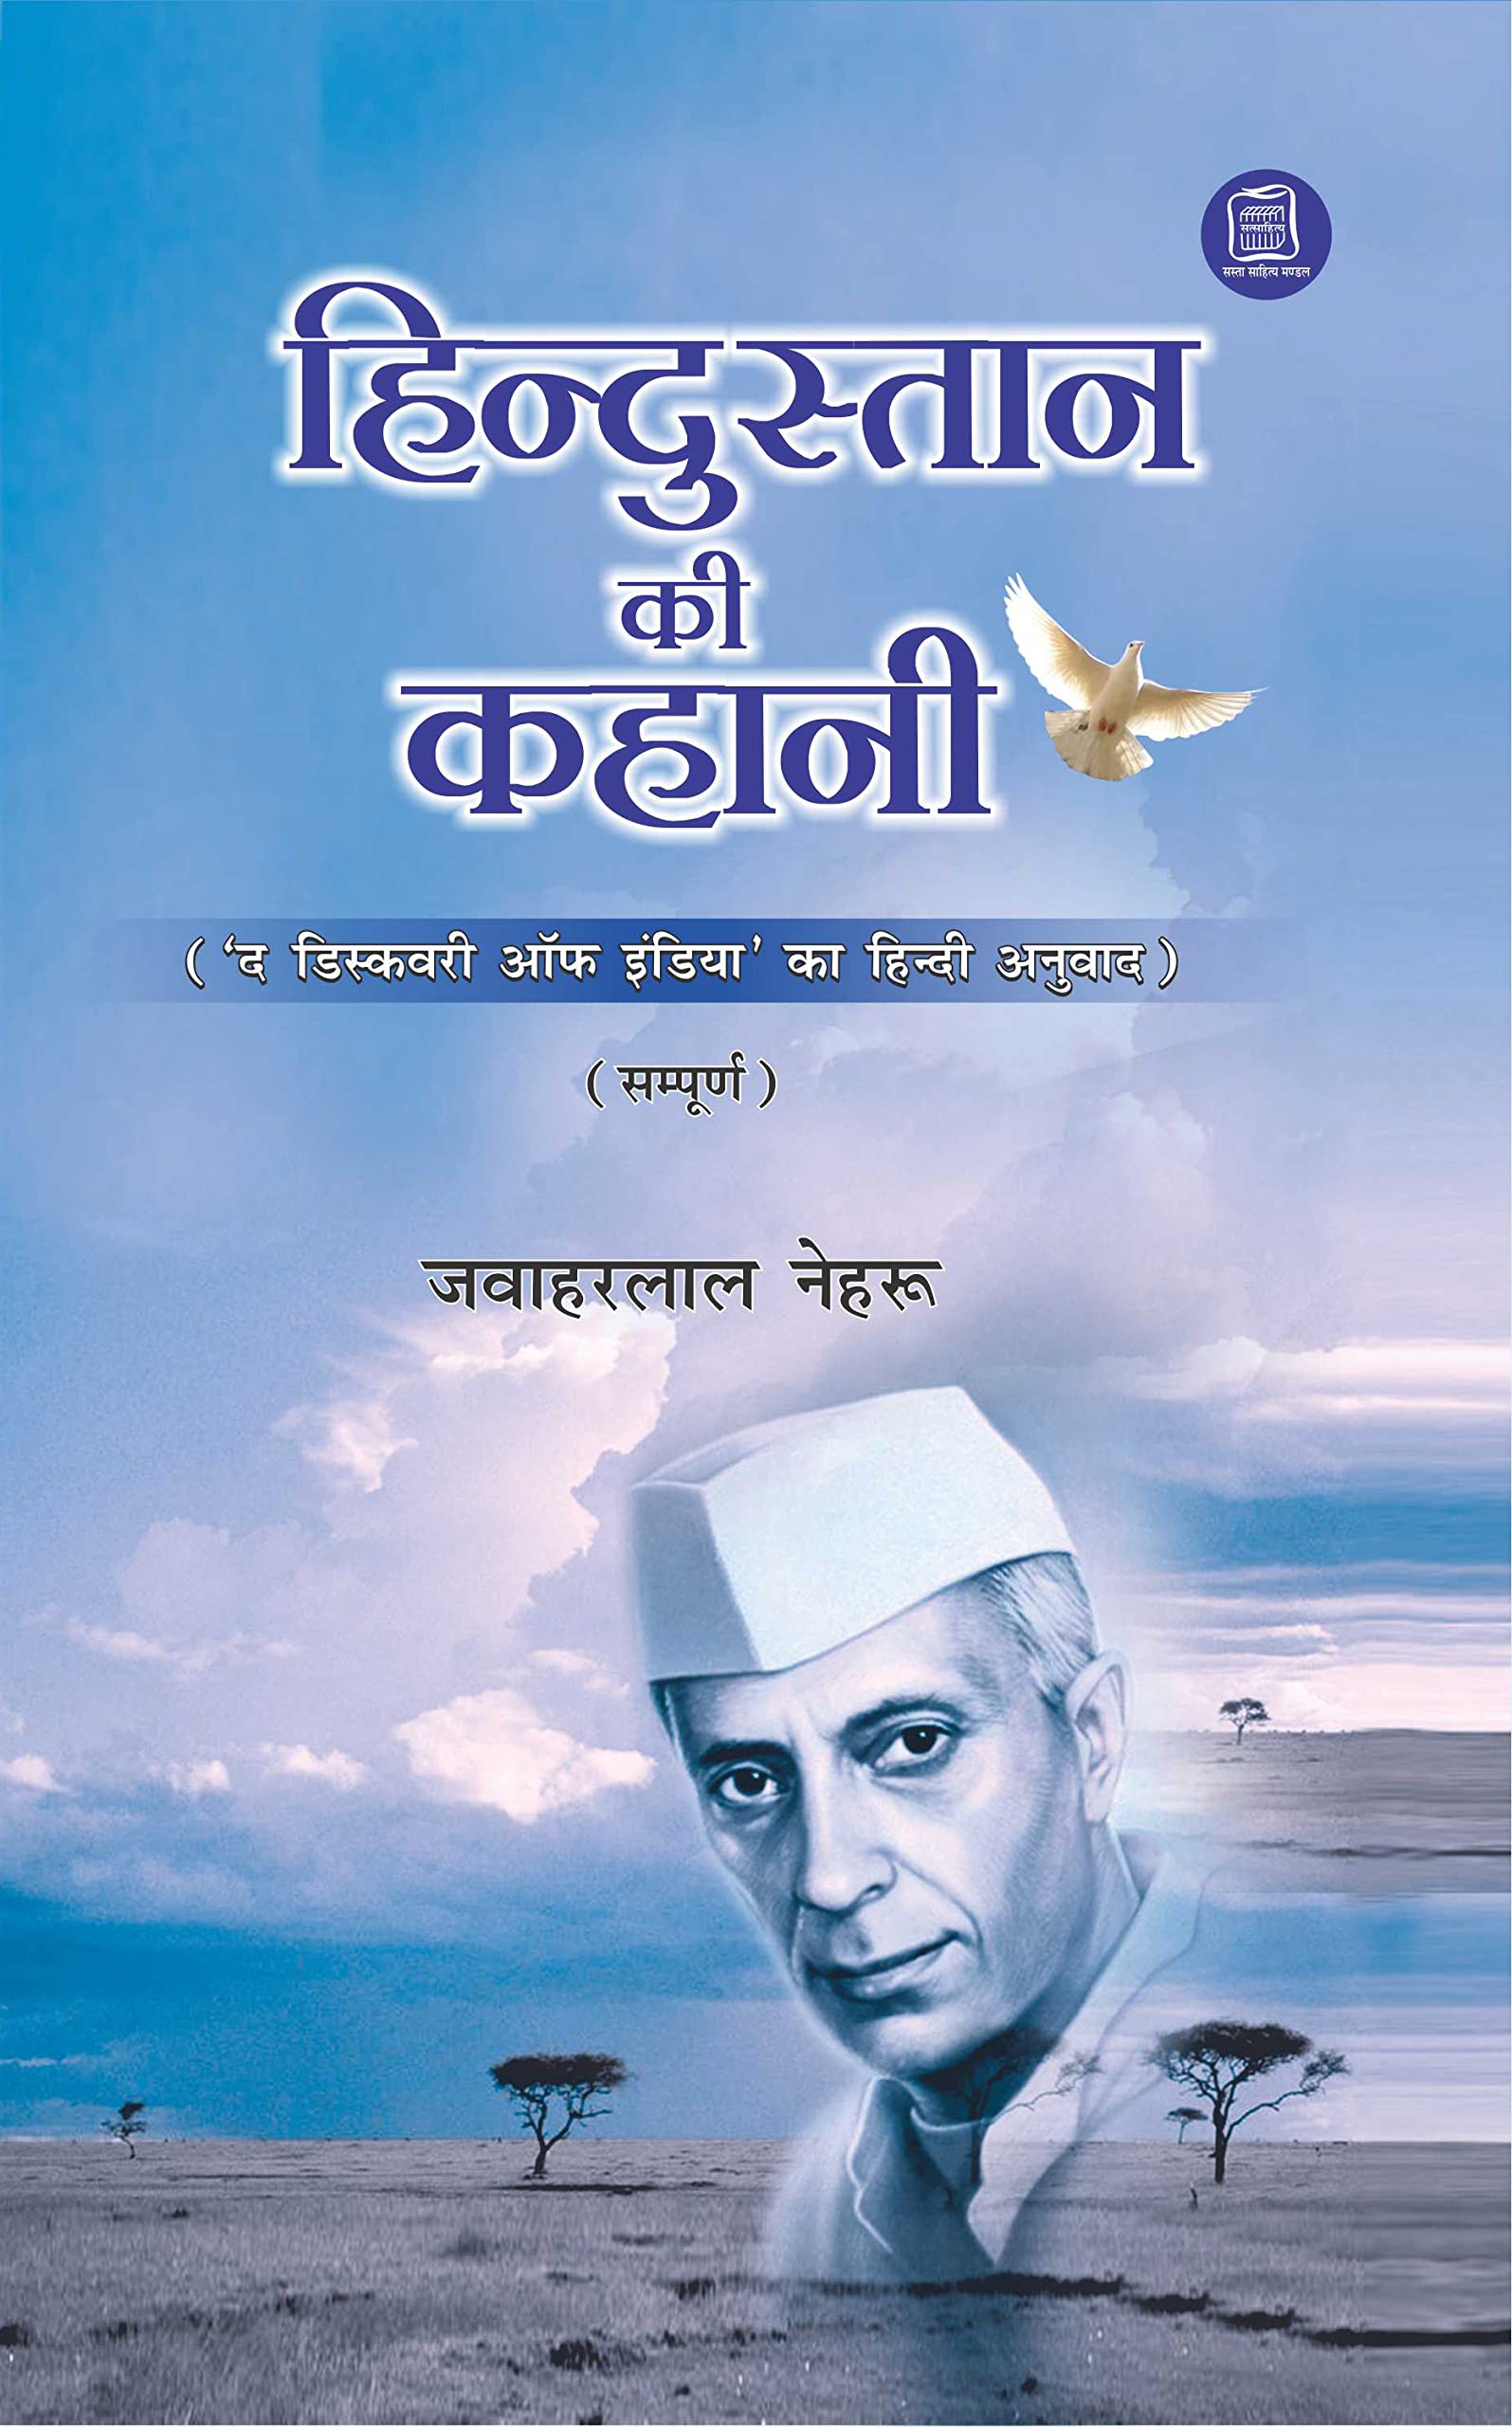 सत्साहित्य
सस्ता साहित्य मण्डल
हिन्दुस्तान
की
कहानी
( ‘द डिस्कवरी ऑफ इंडिया’ का हिन्दी अनुवाद )
( सम्पूर्ण )
जवाहरलाल नेहरू